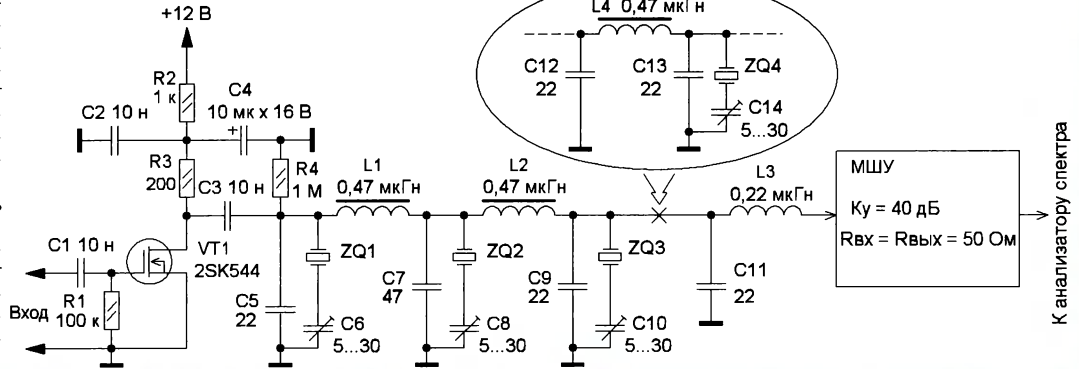 +12 В
R2
1 к
C2 10 н
C4
10 мк x 16 В
+
R3
200
C3 10 н
R4
1 М
C1 10 н
VT1
2SK544
Вход
R1
100 к
C5
22
ZQ1
C6
5...30
L1
0,47 мкГн
C7
47
ZQ2
C8
5...30
L2
0,47 мкГн
C9
22
ZQ3
C10
5...30
L4 0,47 мкГн
C12
22
C13
22
ZQ4
C14
5...30
C11
22
L3
0,22 мкГн
МШУ
Kу = 40 дБ
Rвх = Rвых = 50 Ом
К анализатору спектра